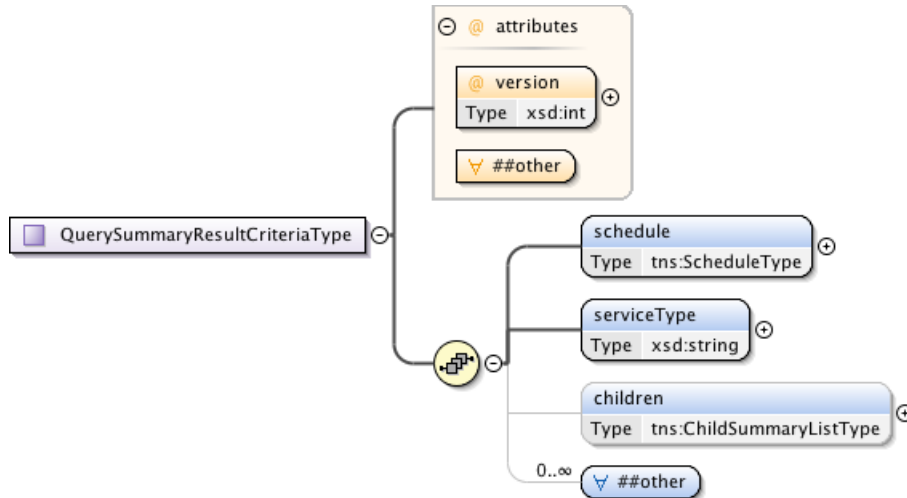 @ attributes
@ version
Type xsd:int
∀ ##other
QuerySummaryResultCriteriaType
schedule
Type tns:ScheduleType
serviceType
Type xsd:string
children
Type tns:ChildSummaryListType
0..∞
∀ ##other